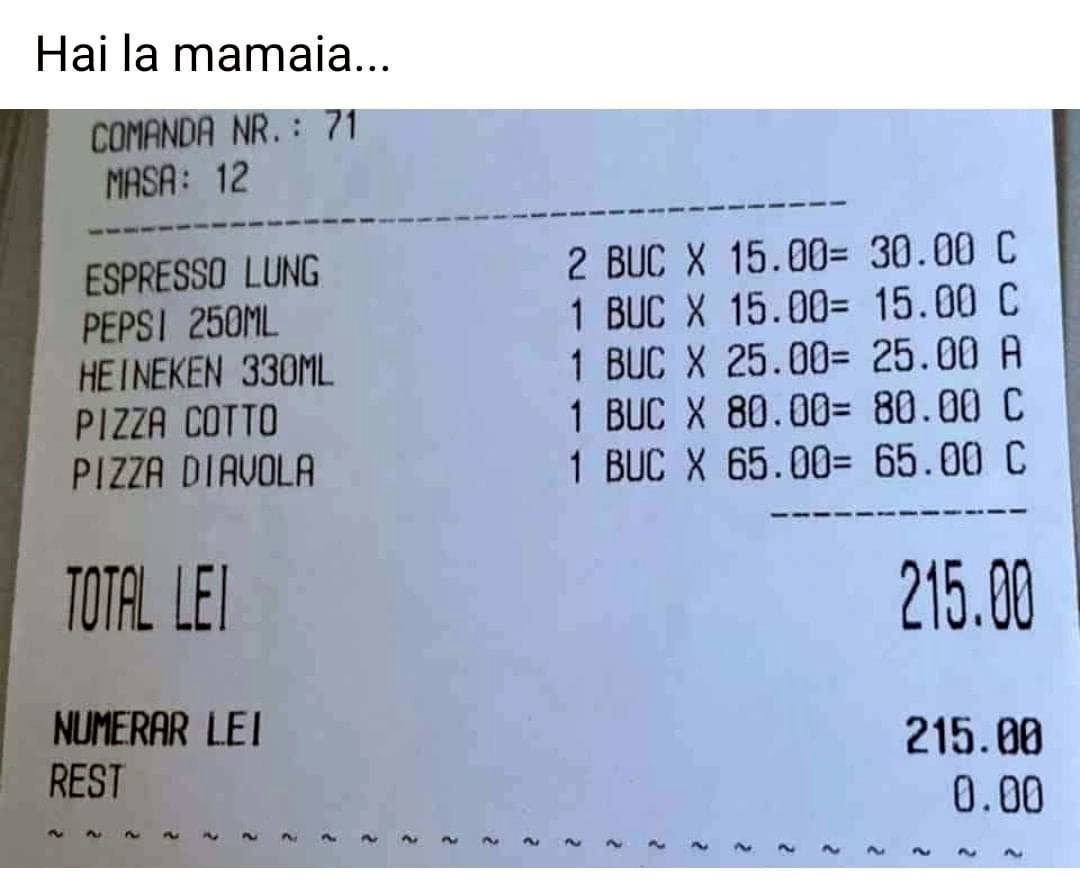 Hai la mamaia...
COMANDA NR.: 71
MASA: 12
ESPRESSO LUNG 2 BUC X 15.00= 30.00 C
PEPSI 250ML 1 BUC X 15.00= 15.00 C
HEINEKEN 330ML 1 BUC X 25.00= 25.00 A
PIZZA COTTO 1 BUC X 80.00= 80.00 C
PIZZA DIAVOLA 1 BUC X 65.00= 65.00 C
TOTAL LEI 215.00
NUMERAR LEI 215.00
REST 0.00